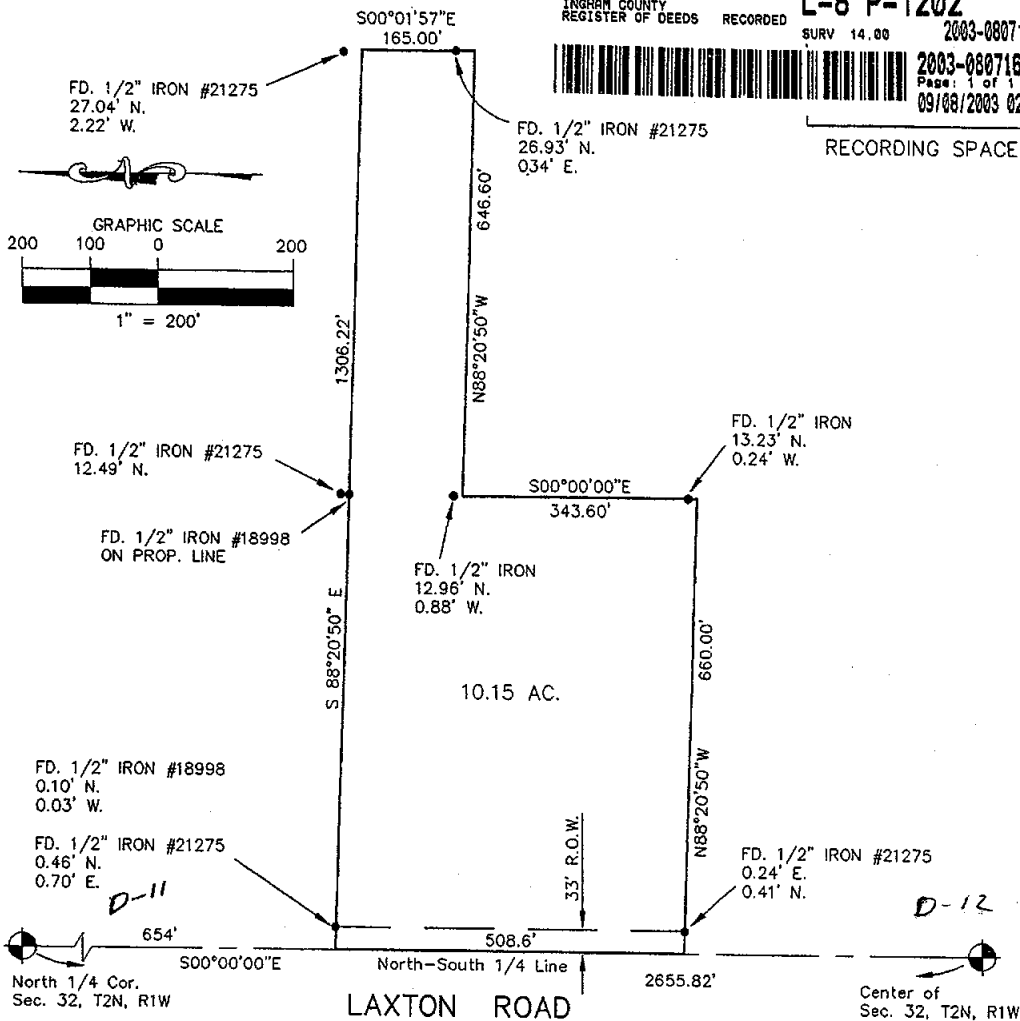 INGHAM COUNTY
REGISTER OF DEEDS RECORDED
L-8 P-1202
SURV 14.00
2003-08071
2003-080716
Page: 1 of 1
09/08/2003 02
RECORDING SPACE
S00°01'57"E
165.00'
FD. 1/2" IRON #21275
27.04' N.
2.22' W.
FD. 1/2" IRON #21275
26.93' N.
0.34' E.
GRAPHIC SCALE
200 100 0 200
1" = 200'
646.60'
N88°20'50"W
1306.22'
S 88°20'50" E
FD. 1/2" IRON #21275
12.49' N.
FD. 1/2" IRON #18998
ON PROP. LINE
FD. 1/2" IRON
13.23' N.
0.24' W.
S00°00'00"E
343.60'
FD. 1/2" IRON
12.96' N.
0.88' W.
660.00'
N88°20'50"W
10.15 AC.
FD. 1/2" IRON #18998
0.10' N.
0.03' W.
FD. 1/2" IRON #21275
0.46' N.
0.70' E.
33' R.O.W.
FD. 1/2" IRON #21275
0.24' E.
0.41' N.
D-11
D-12
654'
508.6'
S00°00'00"E
North-South 1/4 Line
2655.82'
North 1/4 Cor.
Sec. 32, T2N, R1W
LAXTON ROAD
Center of
Sec. 32, T2N, R1W